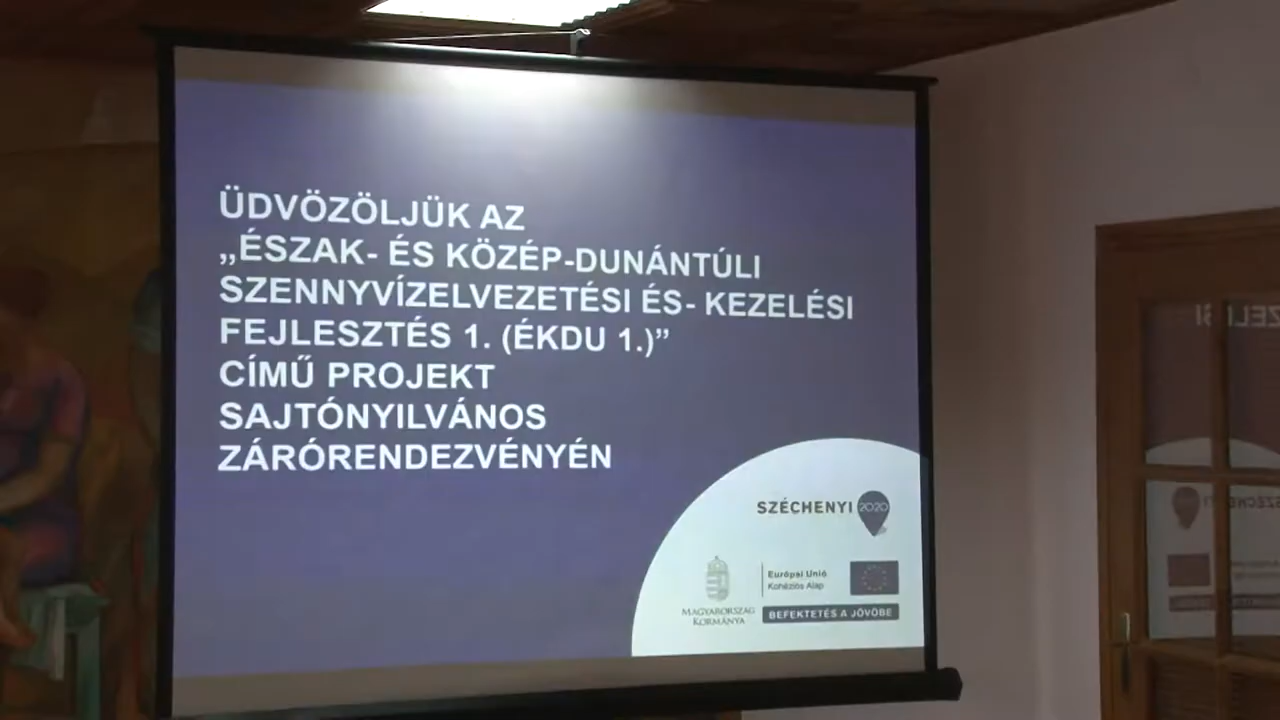 ÜDVÖZÖLJÜK AZ
„ÉSZAK- ÉS KÖZÉP-DUNÁNTÚLI
SZENNYVÍZELVEZETÉSI ÉS- KEZELÉSI
FEJLESZTÉS 1. (ÉKDU 1.)”
CÍMŰ PROJEKT
SAJTÓNYILVÁNOS
ZÁRÓRENDEZVÉNYÉN
SZÉCHENYI 2020
Európai Unió
Kohéziós Alap
MAGYARORSZÁG
KORMÁNYA
BEFEKTETÉS A JÖVŐBE